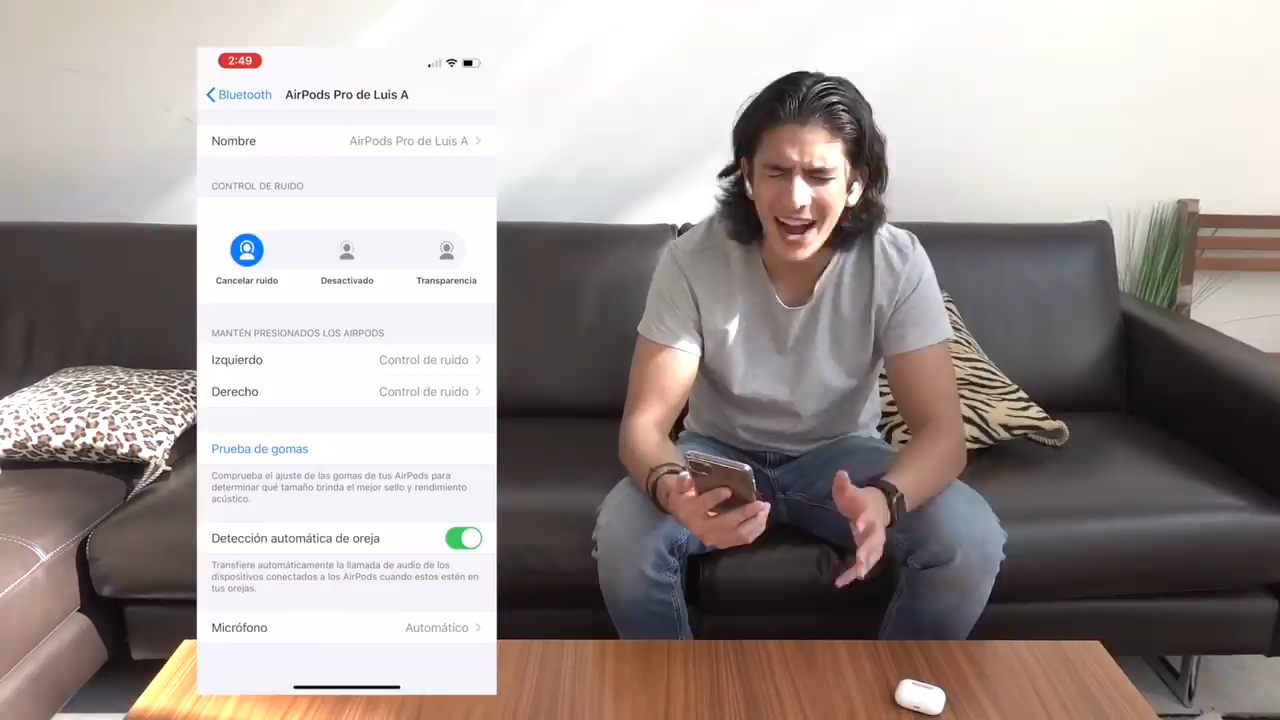 2:49
Bluetooth AirPods Pro de Luis A
Nombre AirPods Pro de Luis A
CONTROL DE RUIDO
Cancelar ruido Desactivado Transparencia
MANTÉN PRESIONADOS LOS AIRPODS
Izquierdo Control de ruido
Derecho Control de ruido
Prueba de gomas
Comprueba el ajuste de las gomas de tus AirPods para
determinar qué tamaño brinda el mejor sello y rendimiento
acústico.
Detección automática de oreja
Transfiere automáticamente la llamada de audio de los
dispositivos conectados a los AirPods cuando estos estén en
tus orejas.
Micrófono Automático